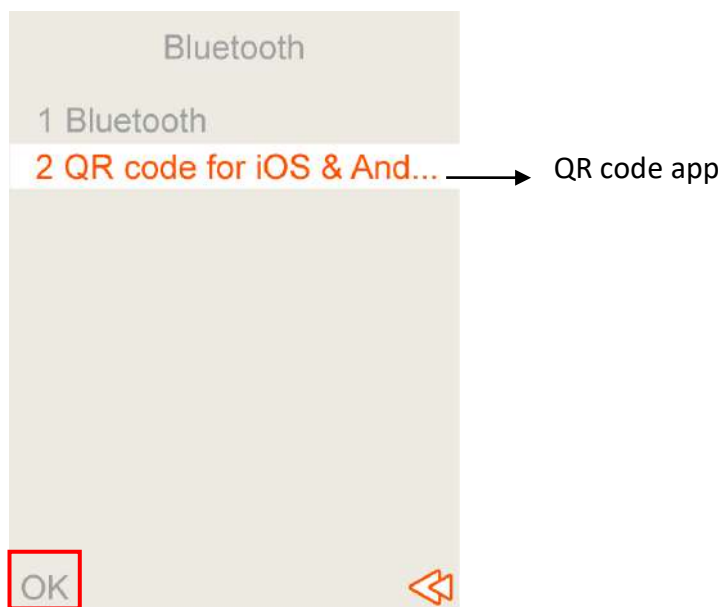 Bluetooth
1 Bluetooth
2 QR code for iOS & And...
QR code app
OK